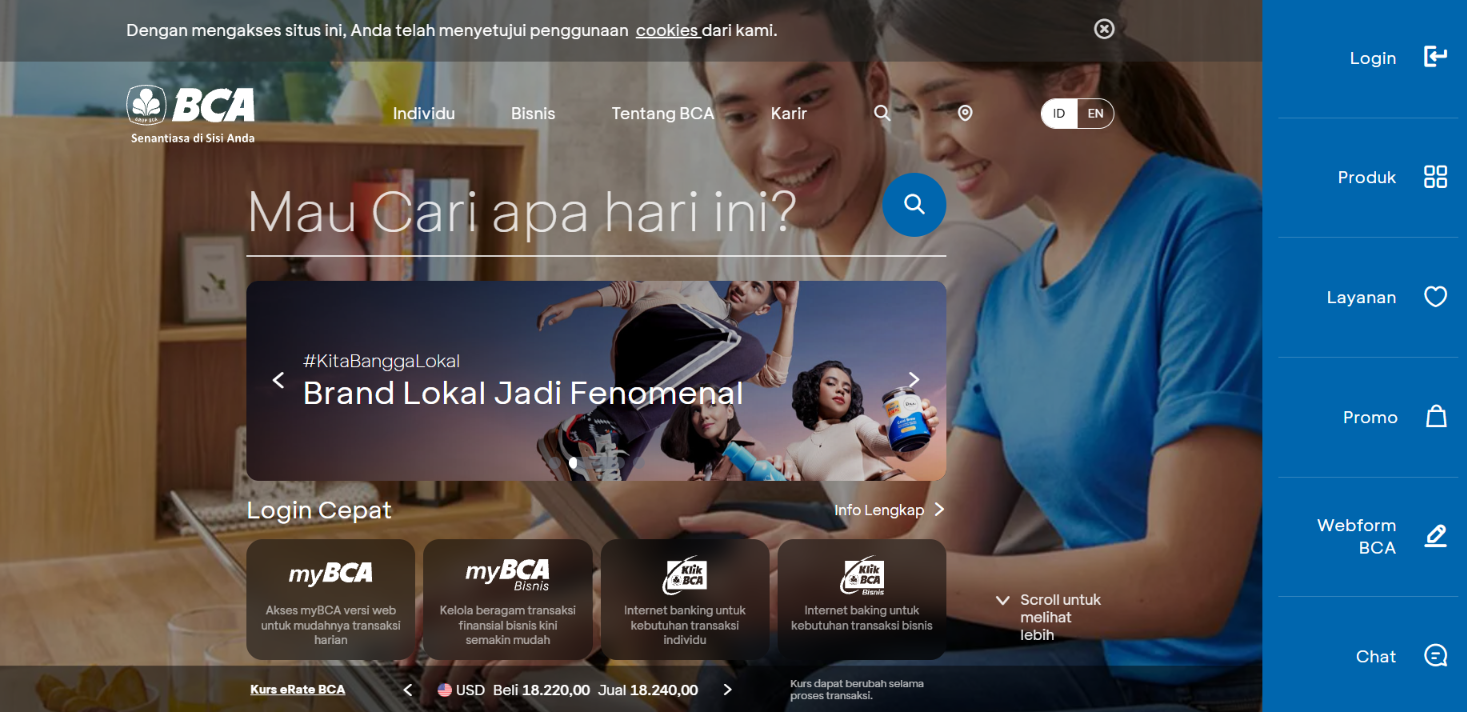 Dengan mengakses situs ini, Anda telah menyetujui penggunaan cookies dari kami.
BCA
Senantiasa di Sisi Anda
Individu
Bisnis
Tentang BCA
Karir
ID
EN
Mau Cari apa hari ini?
#KitaBanggaLokal
Brand Lokal Jadi Fenomenal
Login Cepat
Info Lengkap
myBCA
Akses myBCA versi web
untuk mudahnya transaksi
harian
myBCA
Bisnis
Kelola beragam transaksi
finansial bisnis kini
semakin mudah
Klik
BCA
Internet banking untuk
kebutuhan transaksi
individu
Klik
BCA
Bisnis
Internet baking untuk
kebutuhan transaksi bisnis
Scroll untuk
melihat
lebih
Kurs eRate BCA
USD Beli 18.220,00 Jual 18.240,00
Kurs dapat berubah selama
proses transaksi.
Login
Produk
Layanan
Promo
Webform
BCA
Chat